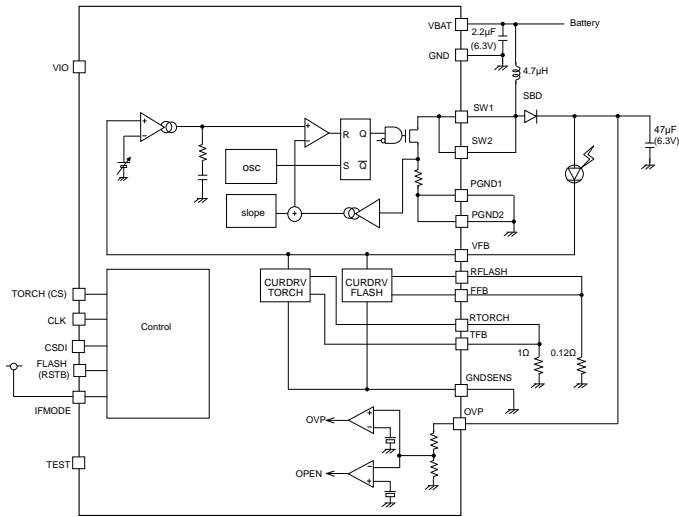 VBAT
Battery
2.2µF
(6.3V)
GND
VIO
4.7µH
SBD
SW1
47µF
(6.3V)
+
−
+
−
R Q
SW2
osc
S Q
PGND1
slope
+
PGND2
VFB
CURDRV
TORCH
CURDRV
FLASH
RFLASH
FFB
TORCH (CS)
RTORCH
CLK
Control
TFB
CSDI
1Ω
0.12Ω
FLASH
(RSTB)
GNDSENS
IFMODE
OVP
OVP
+
−
TEST
OPEN
−
+